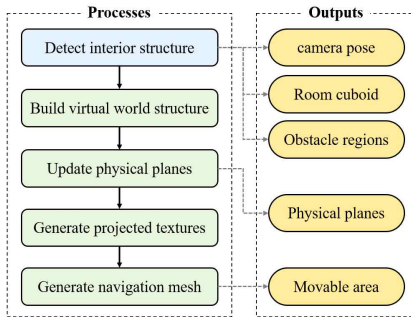 Processes
Detect interior structure
Build virtual world structure
Update physical planes
Generate projected textures
Generate navigation mesh
Outputs
camera pose
Room cuboid
Obstacle regions
Physical planes
Movable area